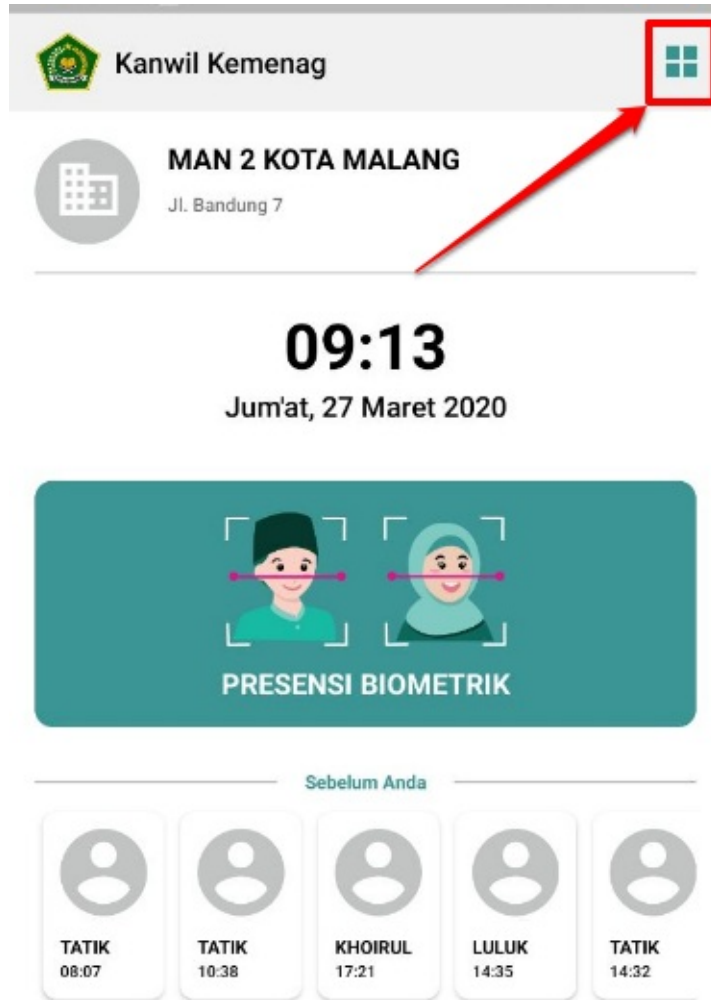 Kanwil Kemenag
MAN 2 KOTA MALANG
Jl. Bandung 7
09:13
Jum'at, 27 Maret 2020
PRESENSI BIOMETRIK
Sebelum Anda
TATIK TATIK KHOIRUL LULUK TATIK
08:07 10:38 17:21 14:35 14:32